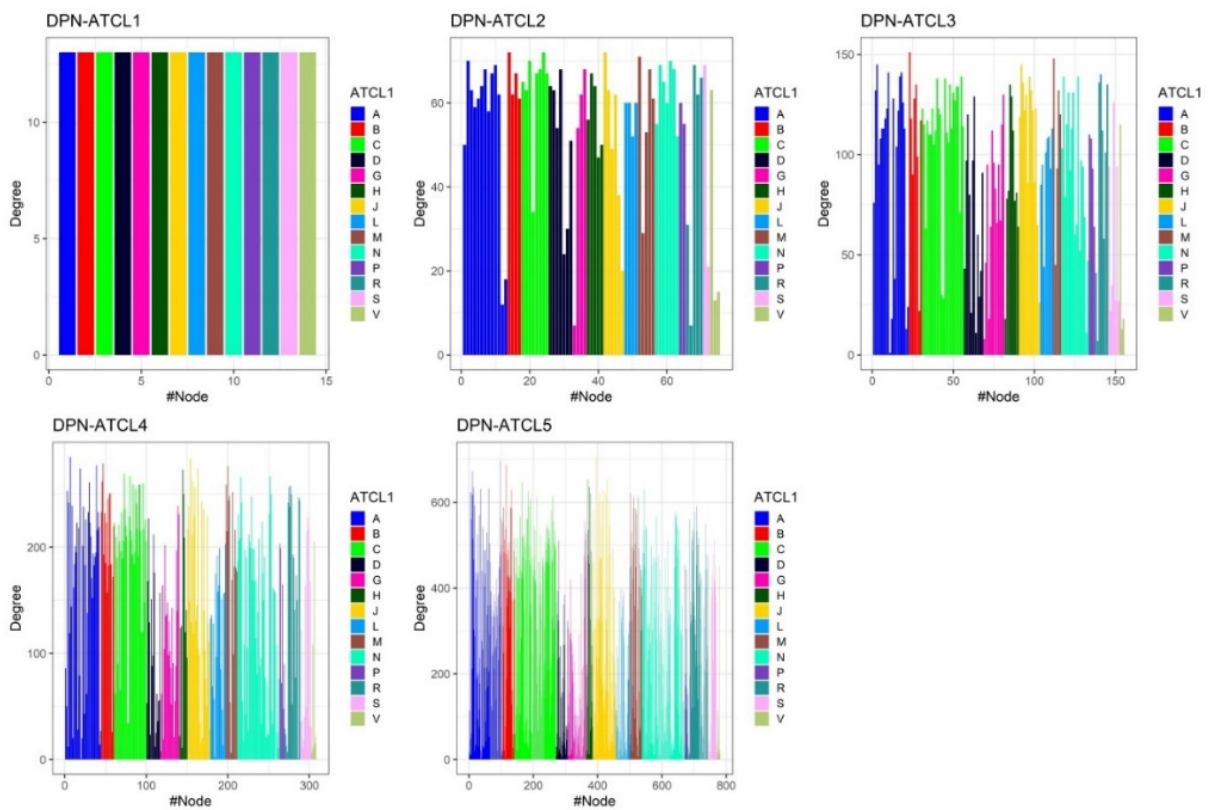 DPN-ATCL1
Degree
10
5
0
0
5
10
15
#Node
ATCL1
A
B
C
D
G
H
J
L
M
N
P
R
S
V
DPN-ATCL2
Degree
60
40
20
0
0
20
40
60
#Node
ATCL1
A
B
C
D
G
H
J
L
M
N
P
R
S
V
DPN-ATCL3
Degree
150
100
50
0
0
50
100
150
#Node
ATCL1
A
B
C
D
G
H
J
L
M
N
P
R
S
V
DPN-ATCL4
Degree
200
100
0
0
100
200
300
#Node
ATCL1
A
B
C
D
G
H
J
L
M
N
P
R
S
V
DPN-ATCL5
Degree
600
400
200
0
0
200
400
600
800
#Node
ATCL1
A
B
C
D
G
H
J
L
M
N
P
R
S
V